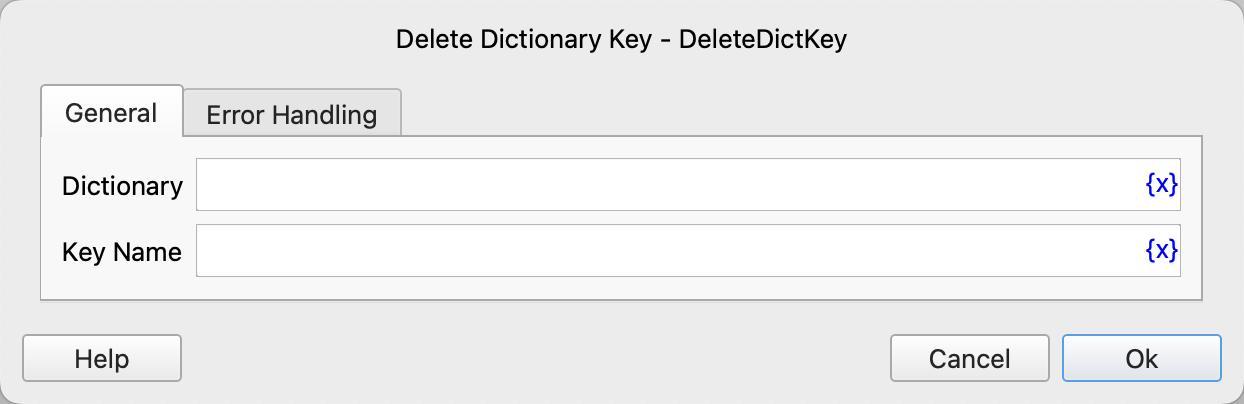 Delete Dictionary Key - DeleteDictKey
General Error Handling
Dictionary {x}
Key Name {x}
Help Cancel Ok